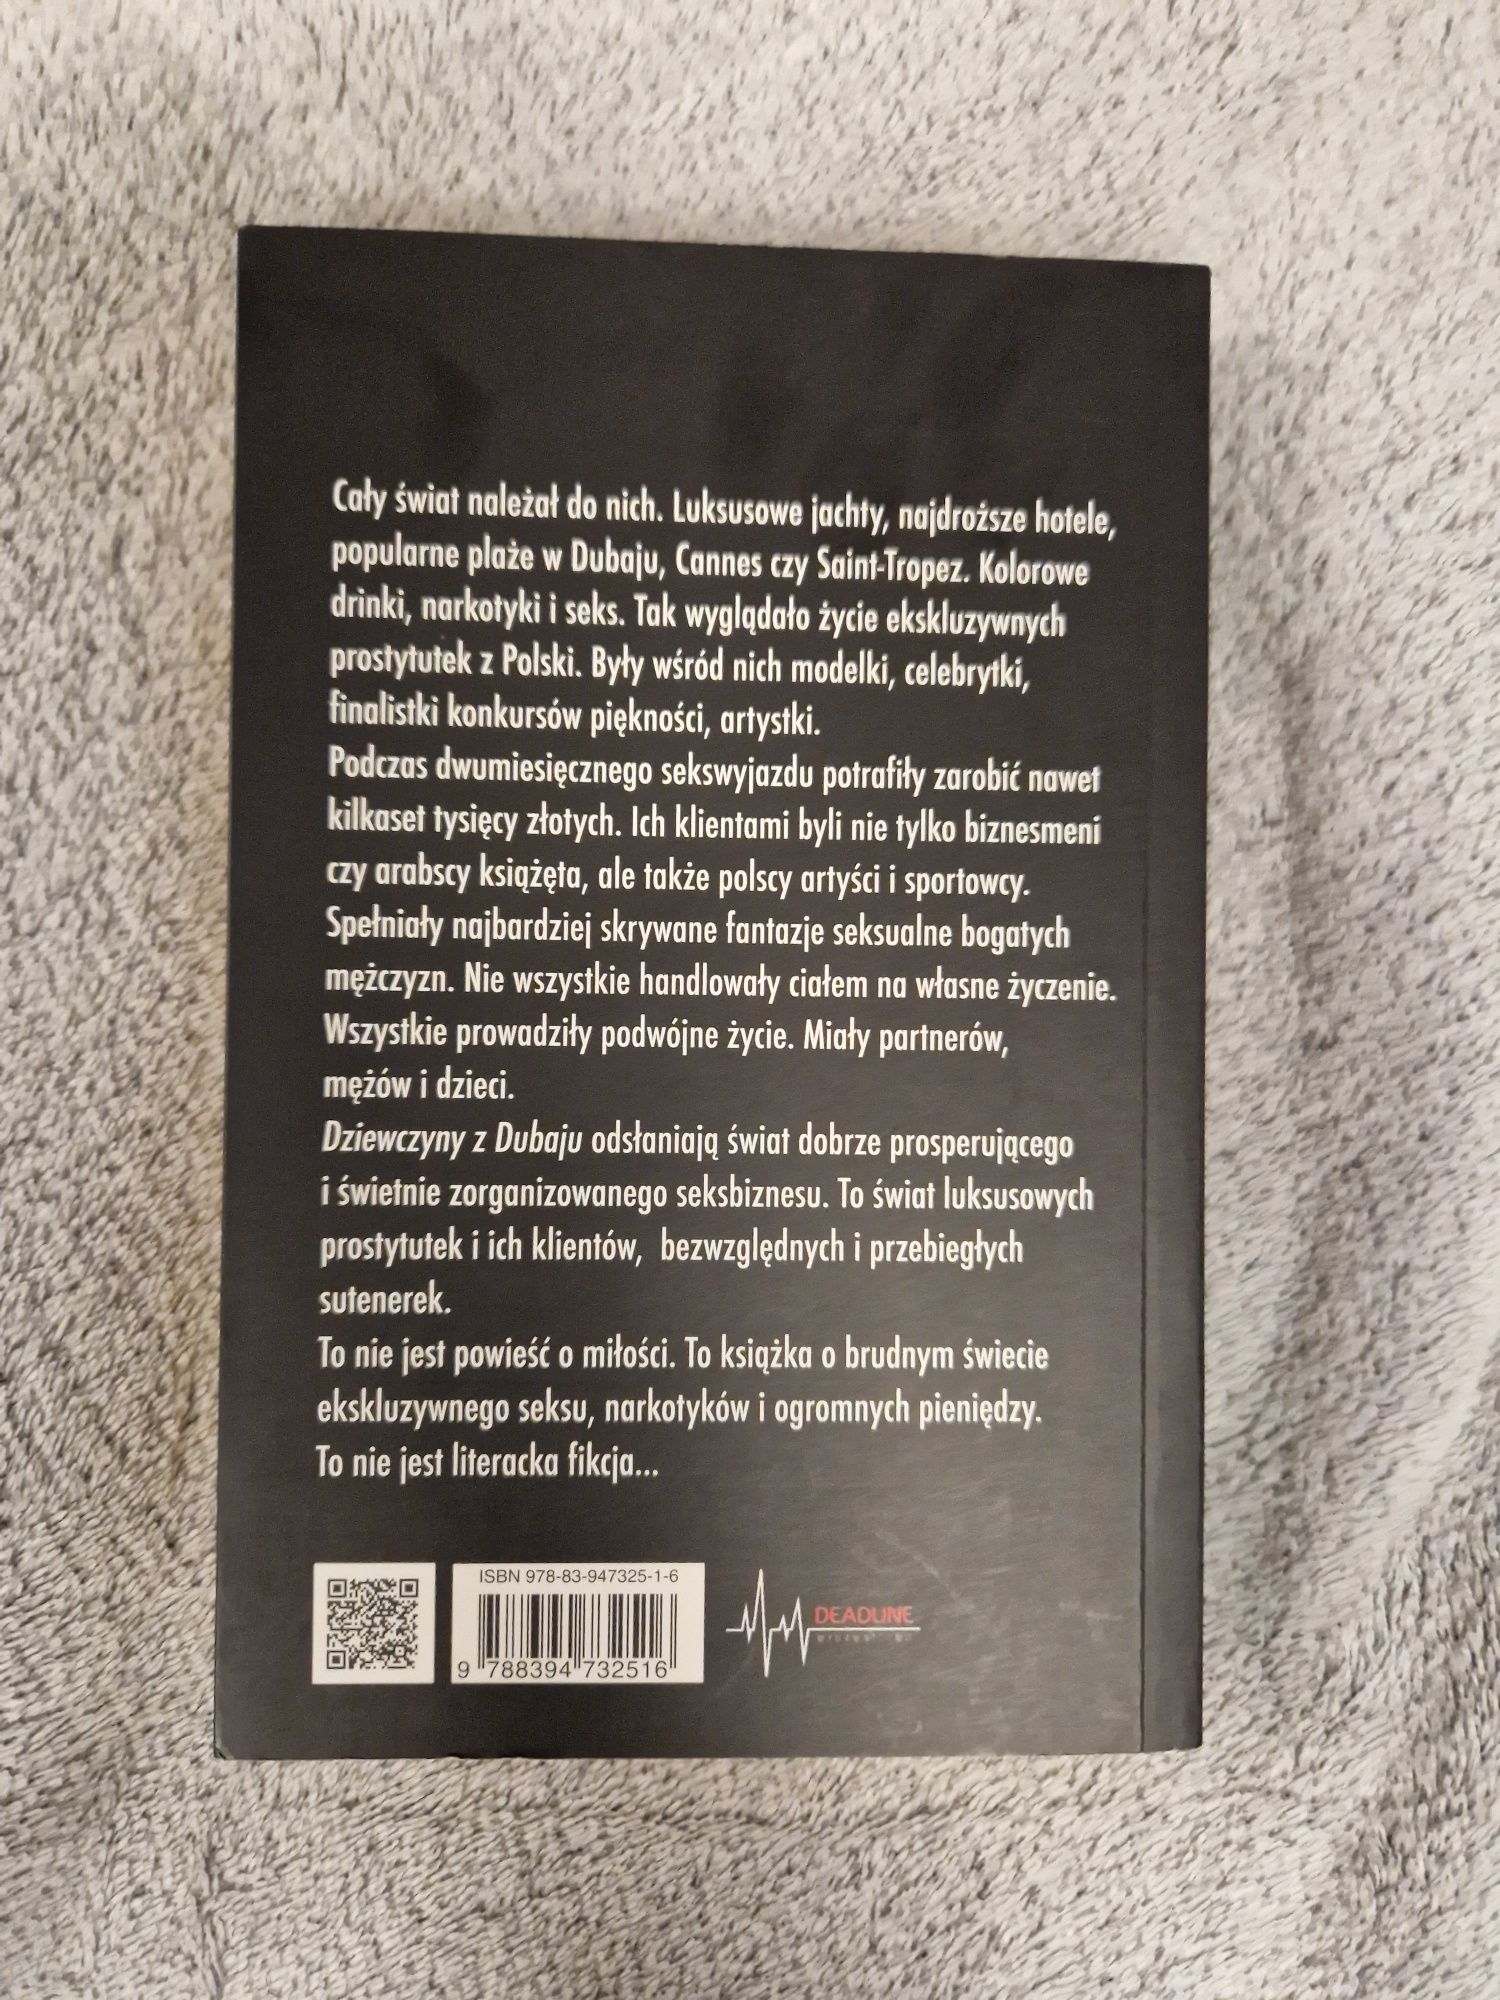 Cały świat należał do nich. Luksusowe jachty, najdroższe hotele,
popularne plaże w Dubaju, Cannes czy Saint-Tropez. Kolorowe
drinki, narkotyki i seks. Tak wyglądało życie ekskluzywnych
prostytutek z Polski. Były wśród nich modelki, celebrytki,
finalistki konkursów piękności, artystki.
Podczas dwumiesięcznego sekswyjazdu potrafiły zarobić nawet
kilkaset tysięcy złotych. Ich klientami byli nie tylko biznesmeni
czy arabscy książęta, ale także polscy artyści i sportowcy.
Spełniały najbardziej skrywane fantazje seksualne bogatych
mężczyzn. Nie wszystkie handlowały ciałem na własne życzenie.
Wszystkie prowadziły podwójne życie. Miały partnerów,
mężów i dzieci.
Dziewczyny z Dubaju odsłaniają świat dobrze prosperującego
i świetnie zorganizowanego seksbiznesu. To świat luksusowych
prostytutek i ich klientów, bezwzględnych i przebiegłych
sutenerek.
To nie jest powieść o miłości. To książka o brudnym świecie
ekskluzywnego seksu, narkotyków i ogromnych pieniędzy.
To nie jest literacka fikcja...
ISBN 978-83-947325-1-6
9 788394 732516
DEADLINE